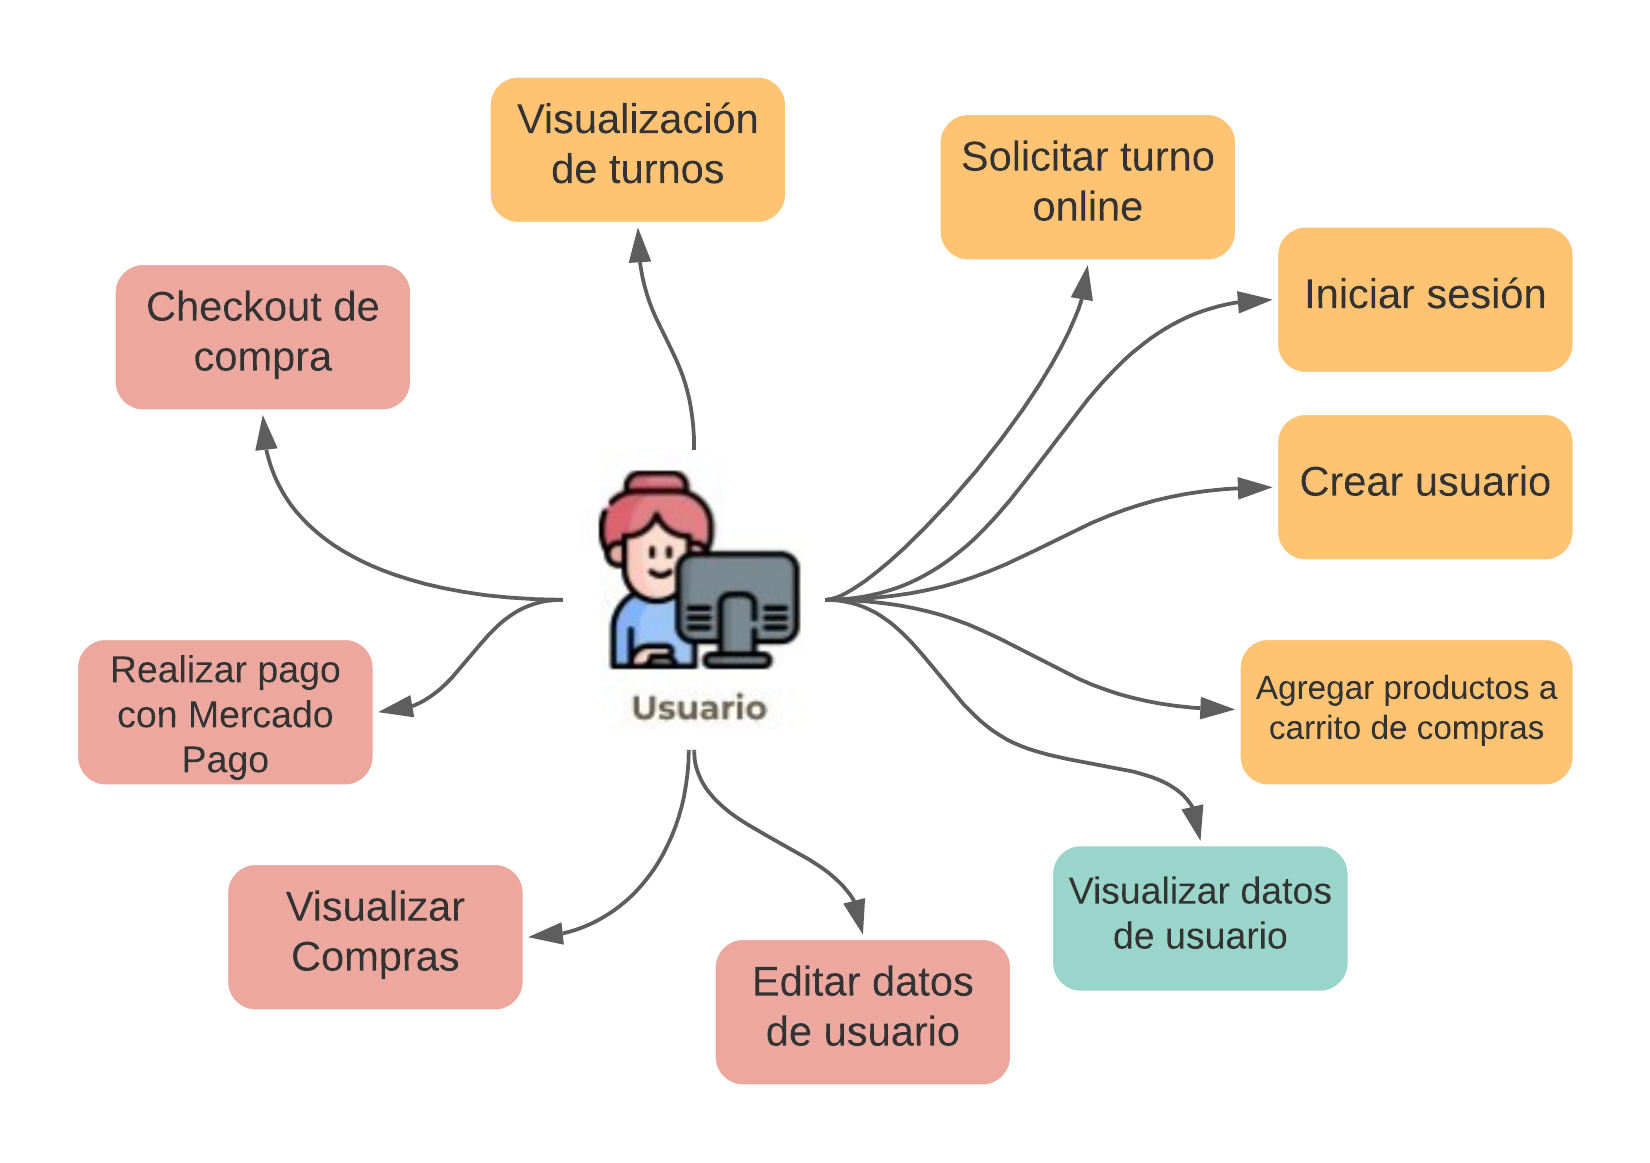 Visualización
de turnos
Solicitar turno
online
Iniciar sesión
Checkout de
compra
Crear usuario
Realizar pago
con Mercado
Pago
Usuario
Agregar productos a
carrito de compras
Visualizar
Compras
Editar datos
de usuario
Visualizar datos
de usuario